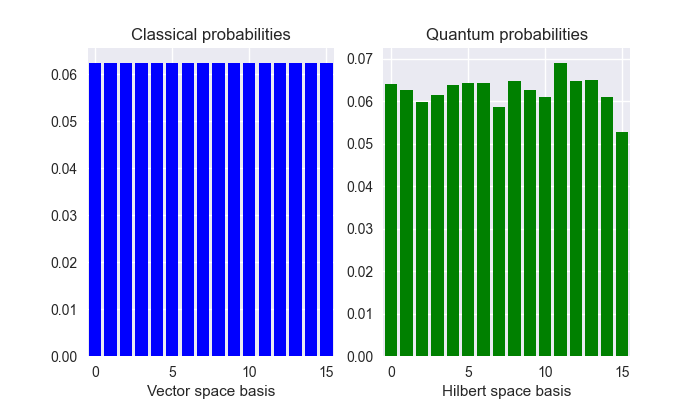 Classical probabilities
0.06
0.05
0.04
0.03
0.02
0.01
0.00
0 5 10 15
Vector space basis
Quantum probabilities
0.07
0.06
0.05
0.04
0.03
0.02
0.01
0.00
0 5 10 15
Hilbert space basis